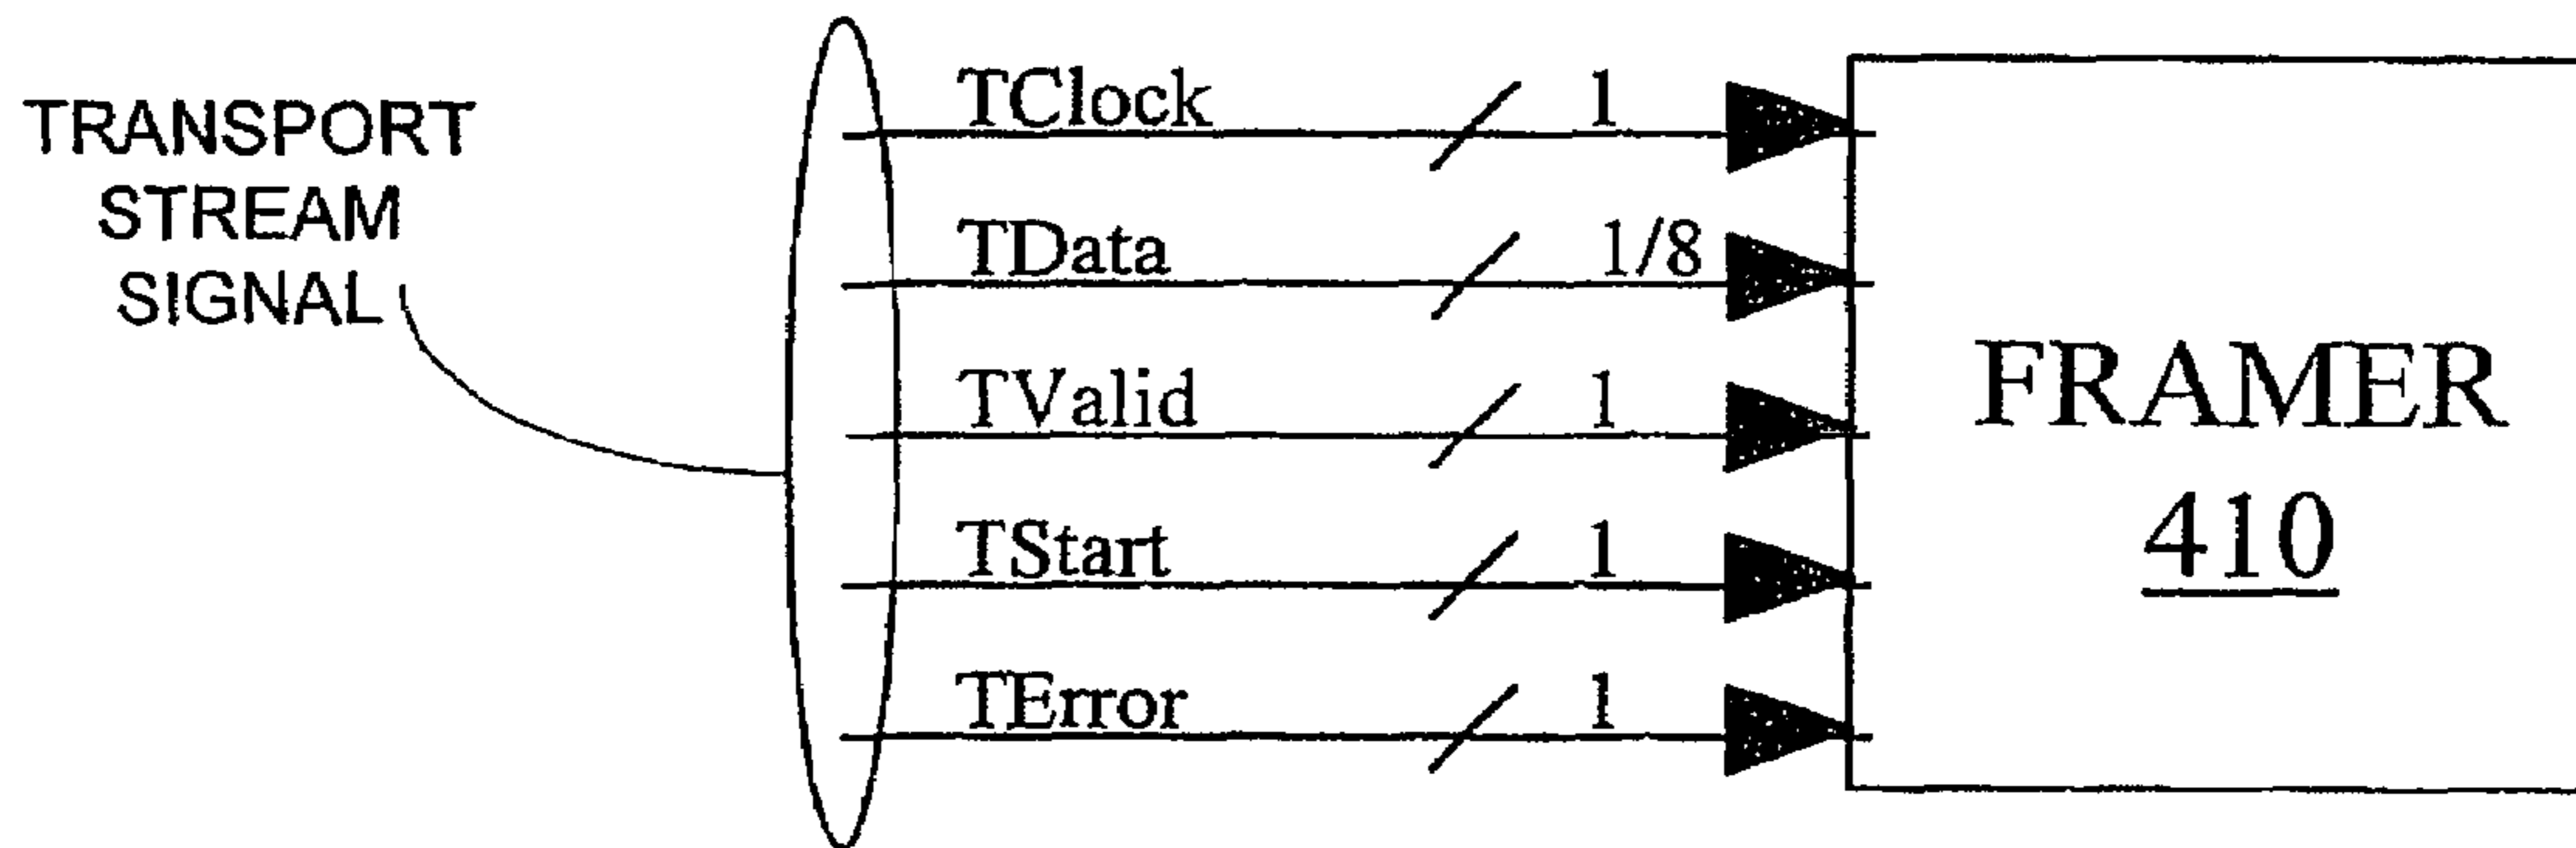 TRANSPORT
STREAM
SIGNAL
TClock 1
TData 1/8
TValid 1
TStart 1
TError 1
FRAMER
410